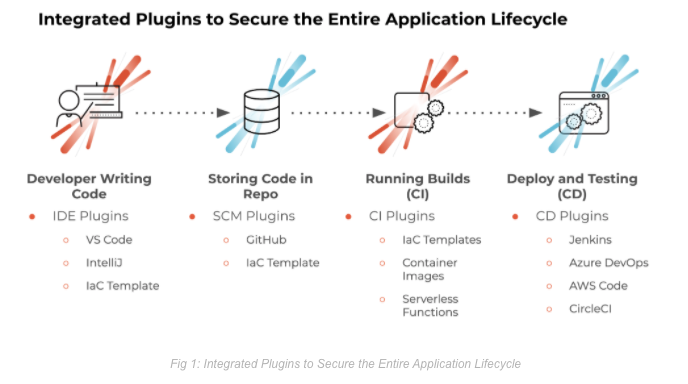 Integrated Plugins to Secure the Entire Application Lifecycle
Developer Writing
Code
IDE Plugins
VS Code
IntelliJ
IaC Template
Storing Code in
Repo
SCM Plugins
GitHub
IaC Template
Running Builds
(CI)
CI Plugins
IaC Templates
Container
Images
Serverless
Functions
Deploy and Testing
(CD)
CD Plugins
Jenkins
Azure DevOps
AWS Code
CircleCI
Fig 1: Integrated Plugins to Secure the Entire Application Lifecycle